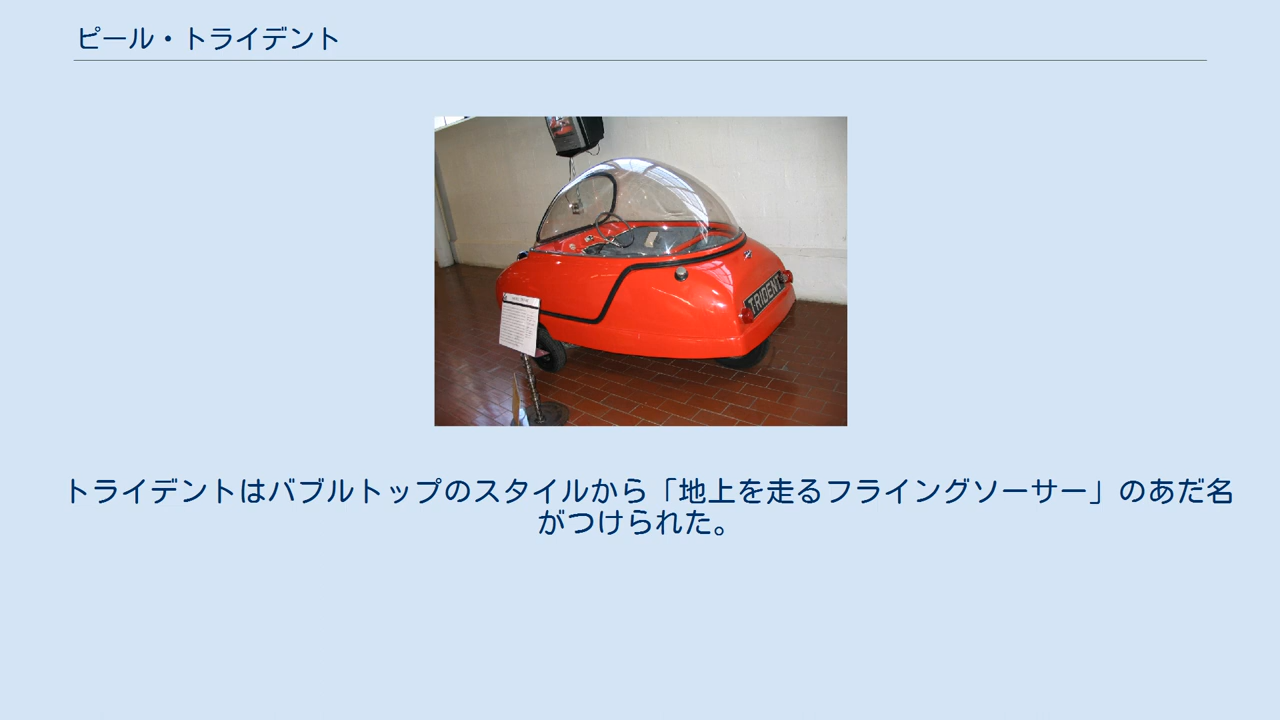 ピール・トライデント
TRIDENT
トライデントはバブルトップのスタイルから「地上を走るフライングソーサー」のあだ名
がつけられた。